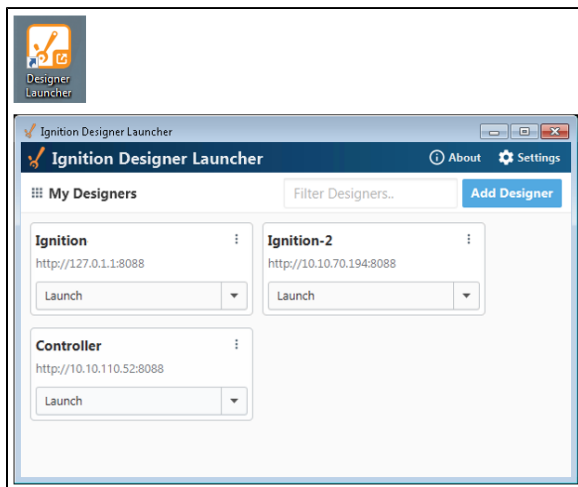 Designer
Launcher
Ignition Designer Launcher
Ignition Designer Launcher
About
Settings
My Designers
Filter Designers..
Add Designer
Ignition
http://127.0.1.1:8088
Launch
Ignition-2
http://10.10.70.194:8088
Launch
Controller
http://10.10.110.52:8088
Launch